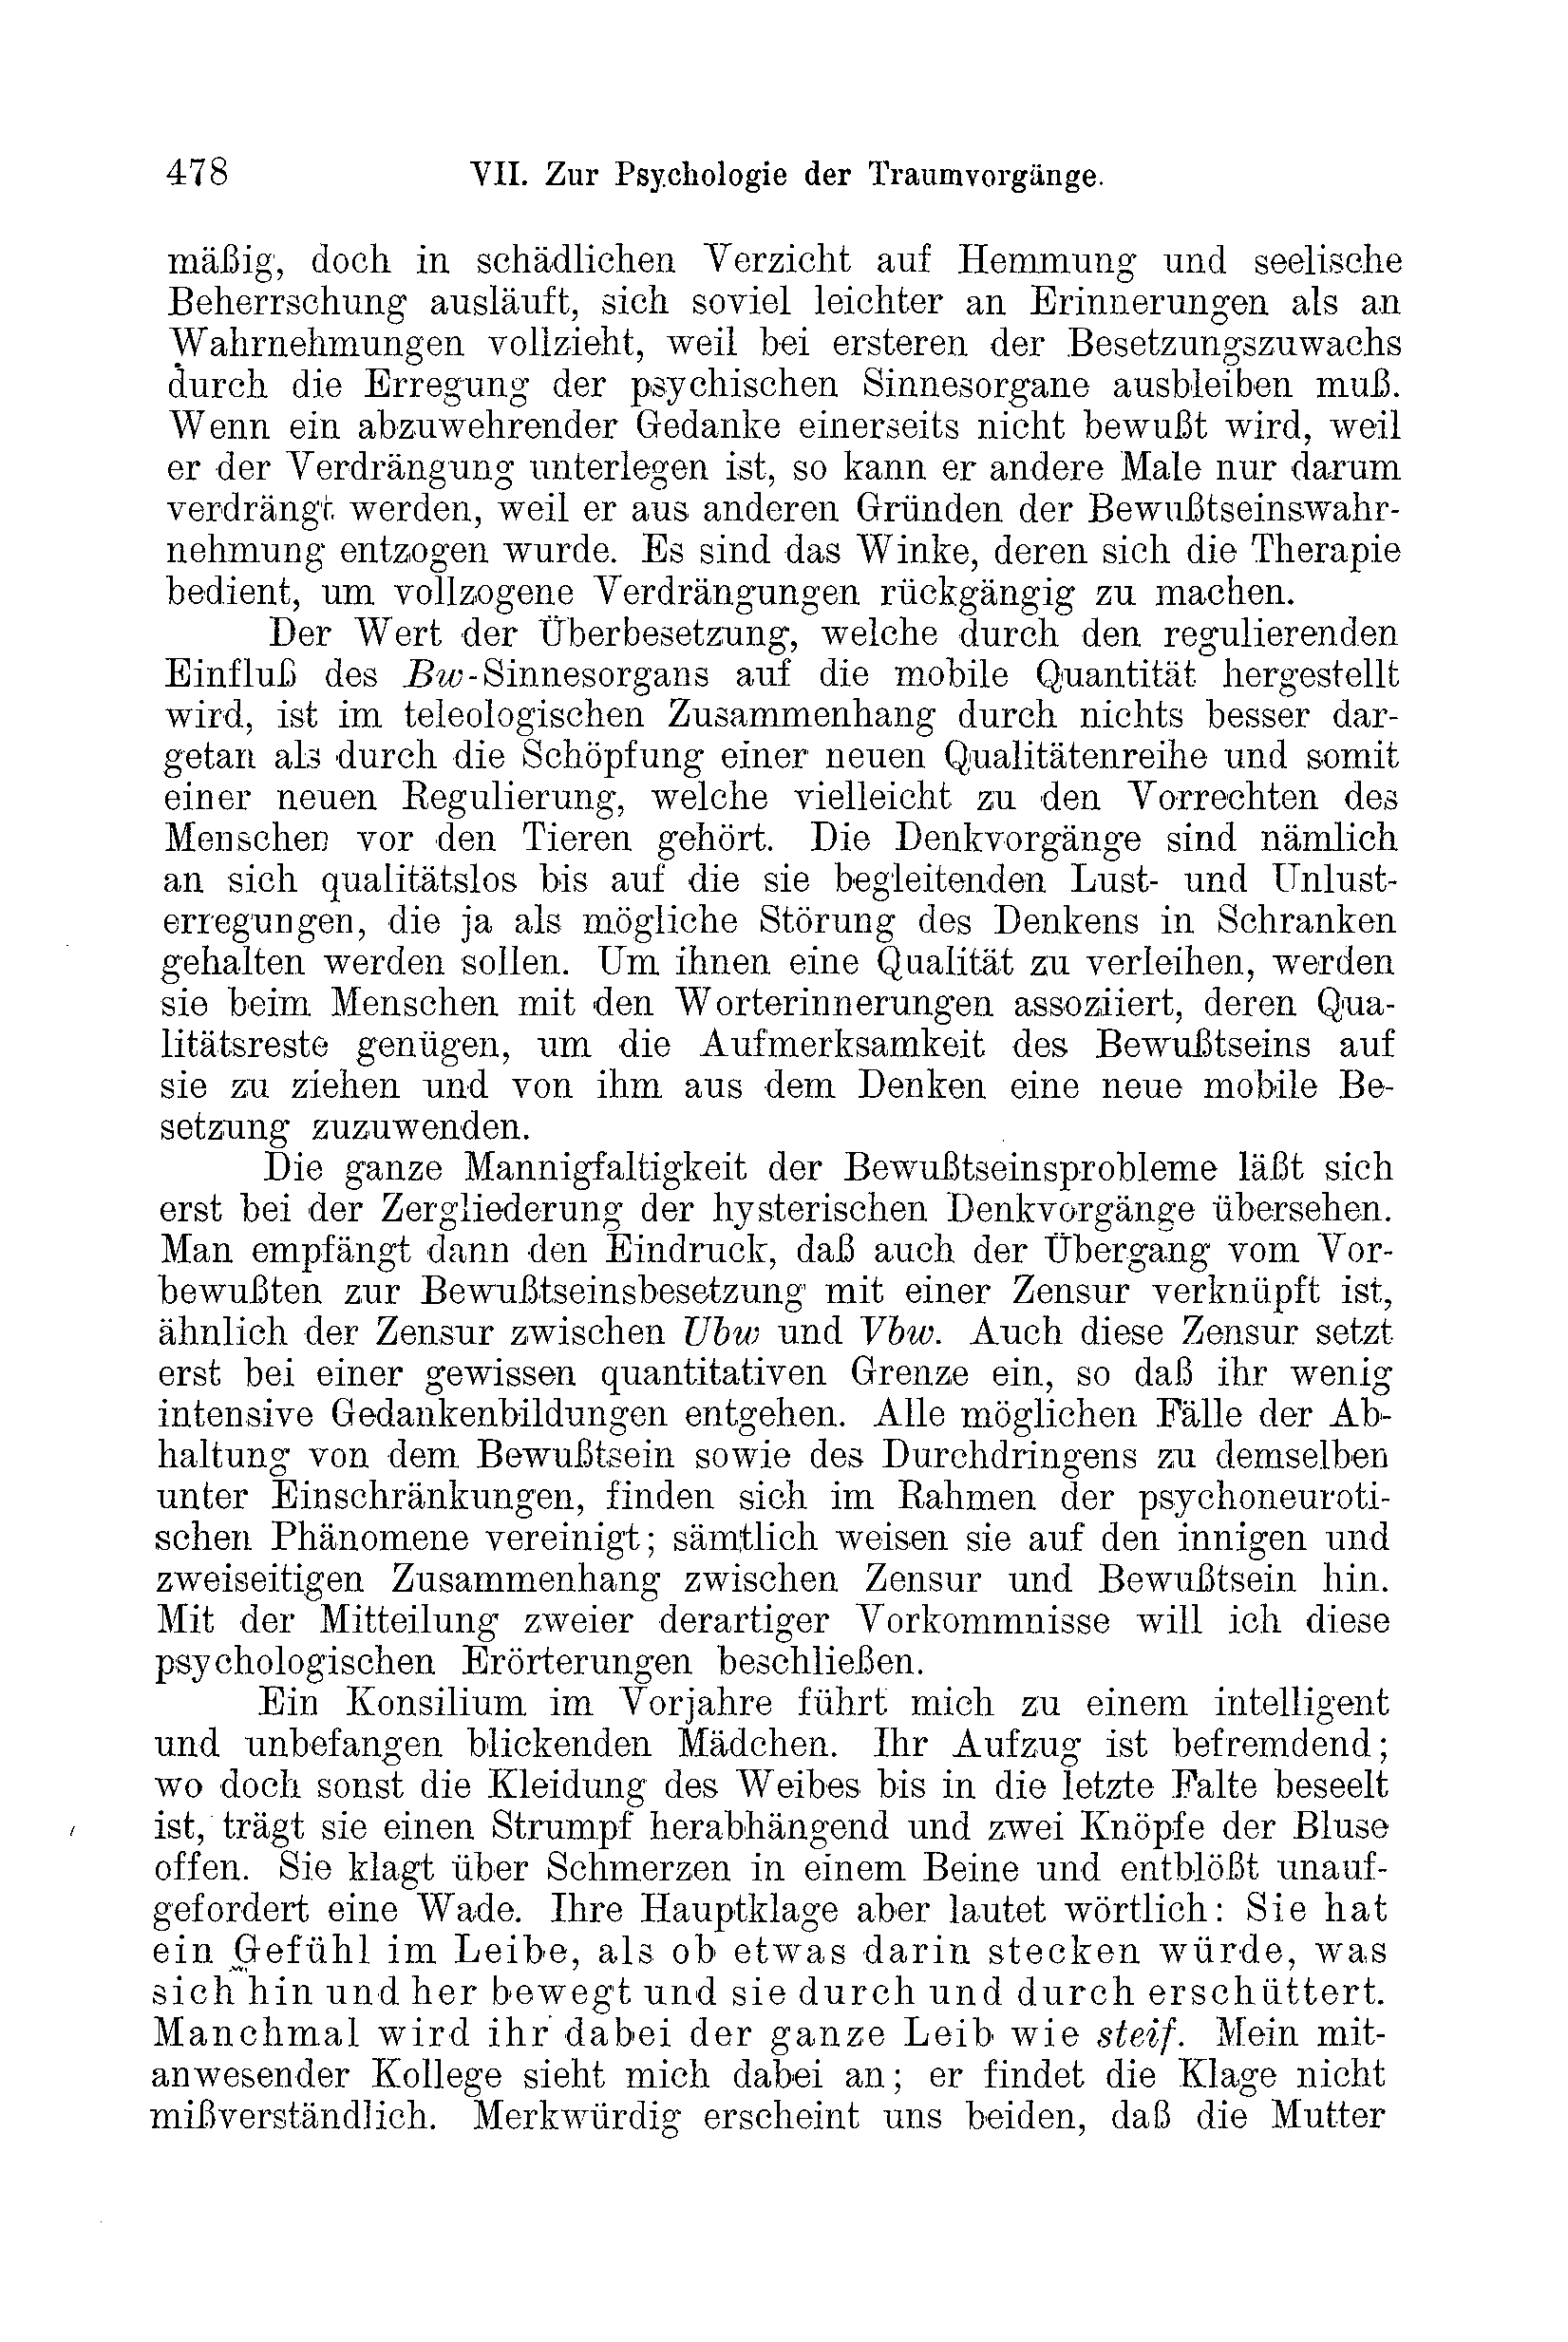 478 VII. Zur Psychologie der Traumvorgänge.
mäßig, doch in schädlichen Verzicht auf Hemmung und seelische
Beherrschung ausläuft, sich soviel leichter an Erinnerungen als an
Wahrnehmungen vollzieht, weil bei ersteren der Besetzungszuwachs
durch die Erregung der psychischen Sinnesorgane ausbleiben muß.
Wenn ein abzuwehrender Gedanke einerseits nicht bewußt wird, weil
er der Verdrängung unterlegen ist, so kann er andere Male nur darum
verdrängt werden, weil er aus anderen Gründen der Bewußtseinswahr-
nehmung entzogen wurde. Es sind das Winke, deren sich die Therapie
bedient, um vollzogene Verdrängungen rückgängig zu machen.
Der Wert der Überbesetzung, welche durch den regulierenden
Einfluß des Bw-Sinnesorgans auf die mobile Quantität hergestellt
wird, ist im teleologischen Zusammenhang durch nichts besser dar-
getan als durch die Schöpfung einer neuen Qualitätenreihe und somit
einer neuen Regulierung, welche vielleicht zu den Vorrechten des
Menschen vor den Tieren gehört. Die Denkvorgänge sind nämlich
an sich qualitätslos bis auf die sie begleitenden Lust- und Unlust-
erregungen, die ja als mögliche Störung des Denkens in Schranken
gehalten werden sollen. Um ihnen eine Qualität zu verleihen, werden
sie beim Menschen mit den Worterinnerungen assoziiert, deren Qua-
litätsreste genügen, um die Aufmerksamkeit des Bewußtseins auf
sie zu ziehen und von ihm aus dem Denken eine neue mobile Be-
setzung zuzuwenden.
Die ganze Mannigfaltigkeit der Bewußtseinsprobleme läßt sich
erst bei der Zergliederung der hysterischen Denkvorgänge übersehen.
Man empfängt dann den Eindruck, daß auch der Übergang vom Vor-
bewußten zur Bewußtseinsbesetzung mit einer Zensur verknüpft ist,
ähnlich der Zensur zwischen Ubw und Vbw. Auch diese Zensur setzt
erst bei einer gewissen quantitativen Grenze ein, so daß ihr wenig
intensive Gedankenbildungen entgehen. Alle möglichen Fälle der Ab-
haltung von dem Bewußtsein sowie des Durchdringens zu demselben
unter Einschränkungen, finden sich im Rahmen der psychoneuroti-
schen Phänomene vereinigt; sämtlich weisen sie auf den innigen und
zweiseitigen Zusammenhang zwischen Zensur und Bewußtsein hin.
Mit der Mitteilung zweier derartiger Vorkommnisse will ich diese
psychologischen Erörterungen beschließen.
Ein Konsilium im Vorjahre führt mich zu einem intelligent
und unbefangen blickenden Mädchen. Ihr Aufzug ist befremdend;
wo doch sonst die Kleidung des Weibes bis in die letzte Falte beseelt
ist, trägt sie einen Strumpf herabhängend und zwei Knöpfe der Bluse
offen. Sie klagt über Schmerzen in einem Beine und entblößt unauf-
gefordert eine Wade. Ihre Hauptklage aber lautet wörtlich: Sie hat
ein Gefühl im Leibe, als ob etwas darin stecken würde, was
sich hin und her bewegt und sie durch und durch erschüttert.
Manchmal wird ihr dabei der ganze Leib wie steif. Mein mit-
anwesender Kollege sieht mich dabei an; er findet die Klage nicht
mißverständlich. Merkwürdig erscheint uns beiden, daß die Mutter